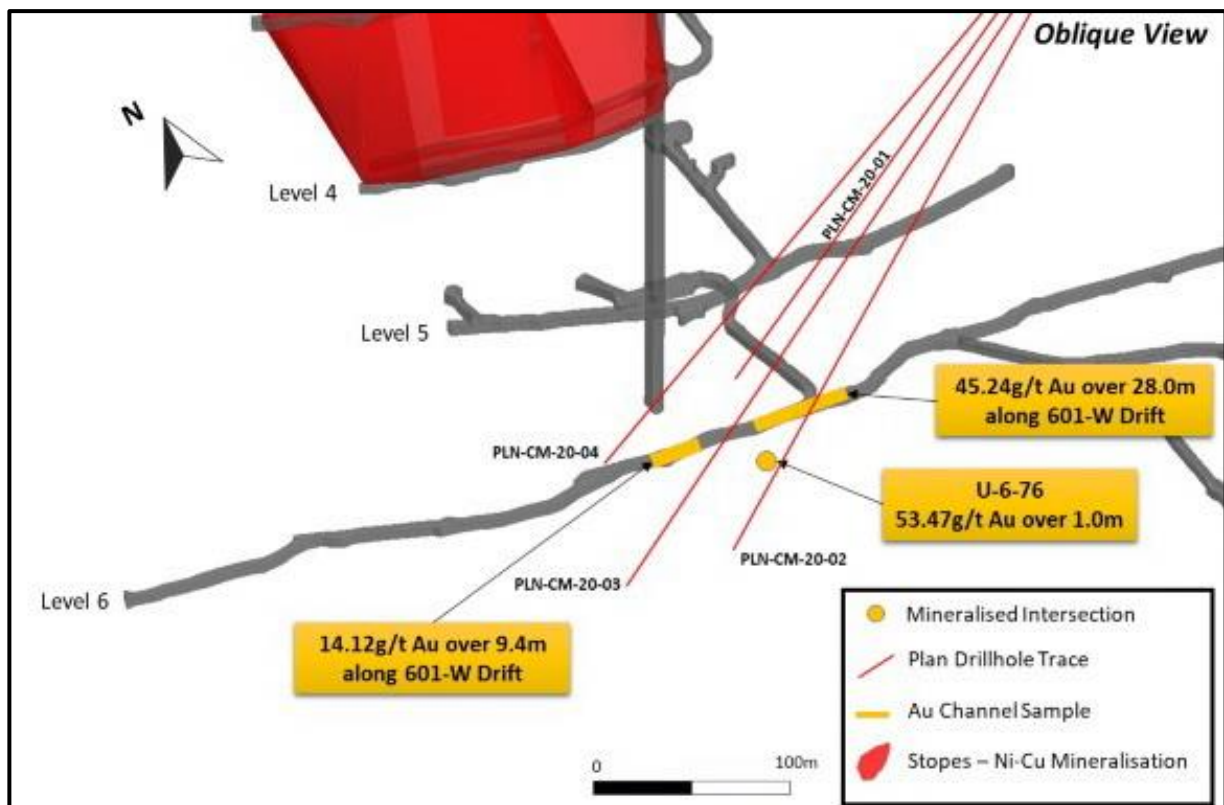 Oblique View
N
Level 4
PLN-CM-20-01
Level 5
45.24g/t Au over 28.0m
along 601-W Drift
PLN-CM-20-04
U-6-76
53.47g/t Au over 1.0m
PLN-CM-20-02
PLN-CM-20-03
Level 6
14.12g/t Au over 9.4m
along 601-W Drift
Mineralised Intersection
Plan Drillhole Trace
Au Channel Sample
Stopes – Ni-Cu Mineralisation
0
100m